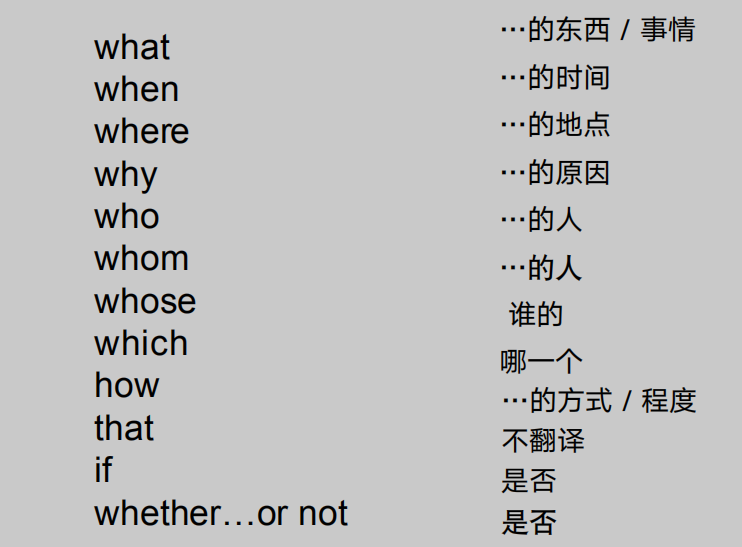 what
when
where
why
who
whom
whose
which
how
that
if
whether…or not
…的东西 / 事情
…的时间
…的地点
…的原因
…的人
…的人
谁的
哪一个
…的方式 / 程度
不翻译
是否
是否